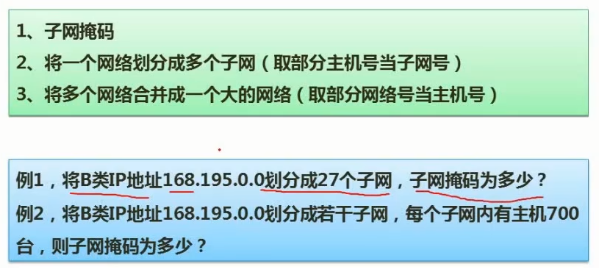 1、子网掩码
2、将一个网络划分成多个子网（取部分主机号当子网号）
3、将多个网络合并成一个大的网络（取部分网络号当主机号）
例1，将B类IP地址168.195.0.0划分成27个子网，子网掩码为多少？
例2，将B类IP地址168.195.0.0划分成若干子网，每个子网内有主机700
台，则子网掩码为多少？